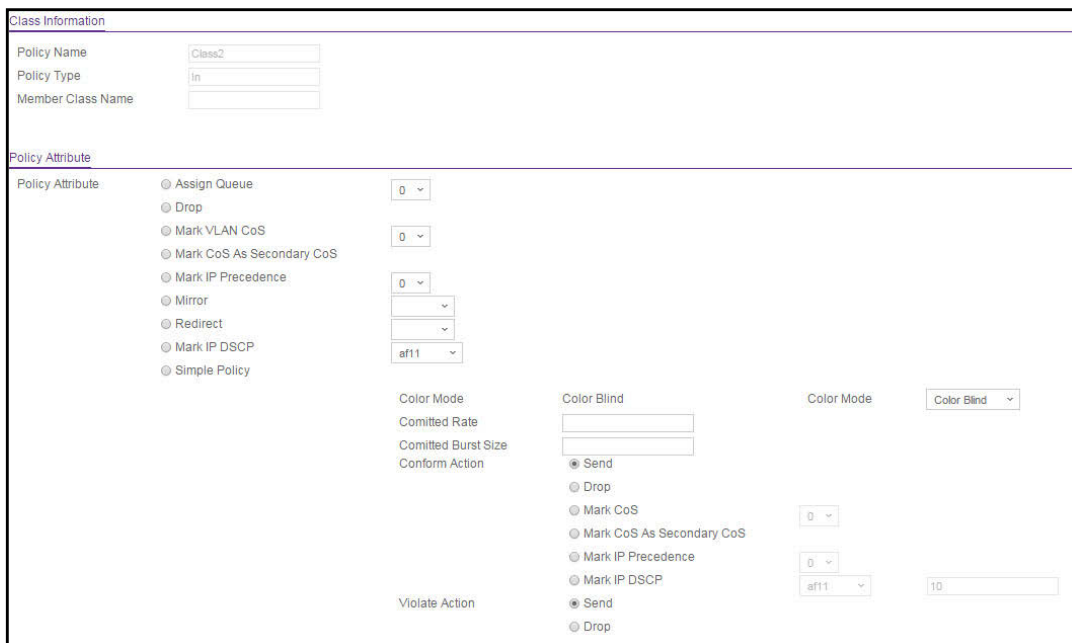 Class Information
Policy Name Class2
Policy Type In
Member Class Name
Policy Attribute
Policy Attribute Assign Queue 0
Drop
Mark VLAN CoS 0
Mark CoS As Secondary CoS
Mark IP Precedence 0
Mirror
Redirect
Mark IP DSCP af11
Simple Policy
Color Mode Color Blind Color Mode Color Blind
Comitted Rate
Comitted Burst Size
Conform Action Send
Drop
Mark CoS 0
Mark CoS As Secondary CoS
Mark IP Precedence 0
Mark IP DSCP af11 10
Violate Action Send
Drop